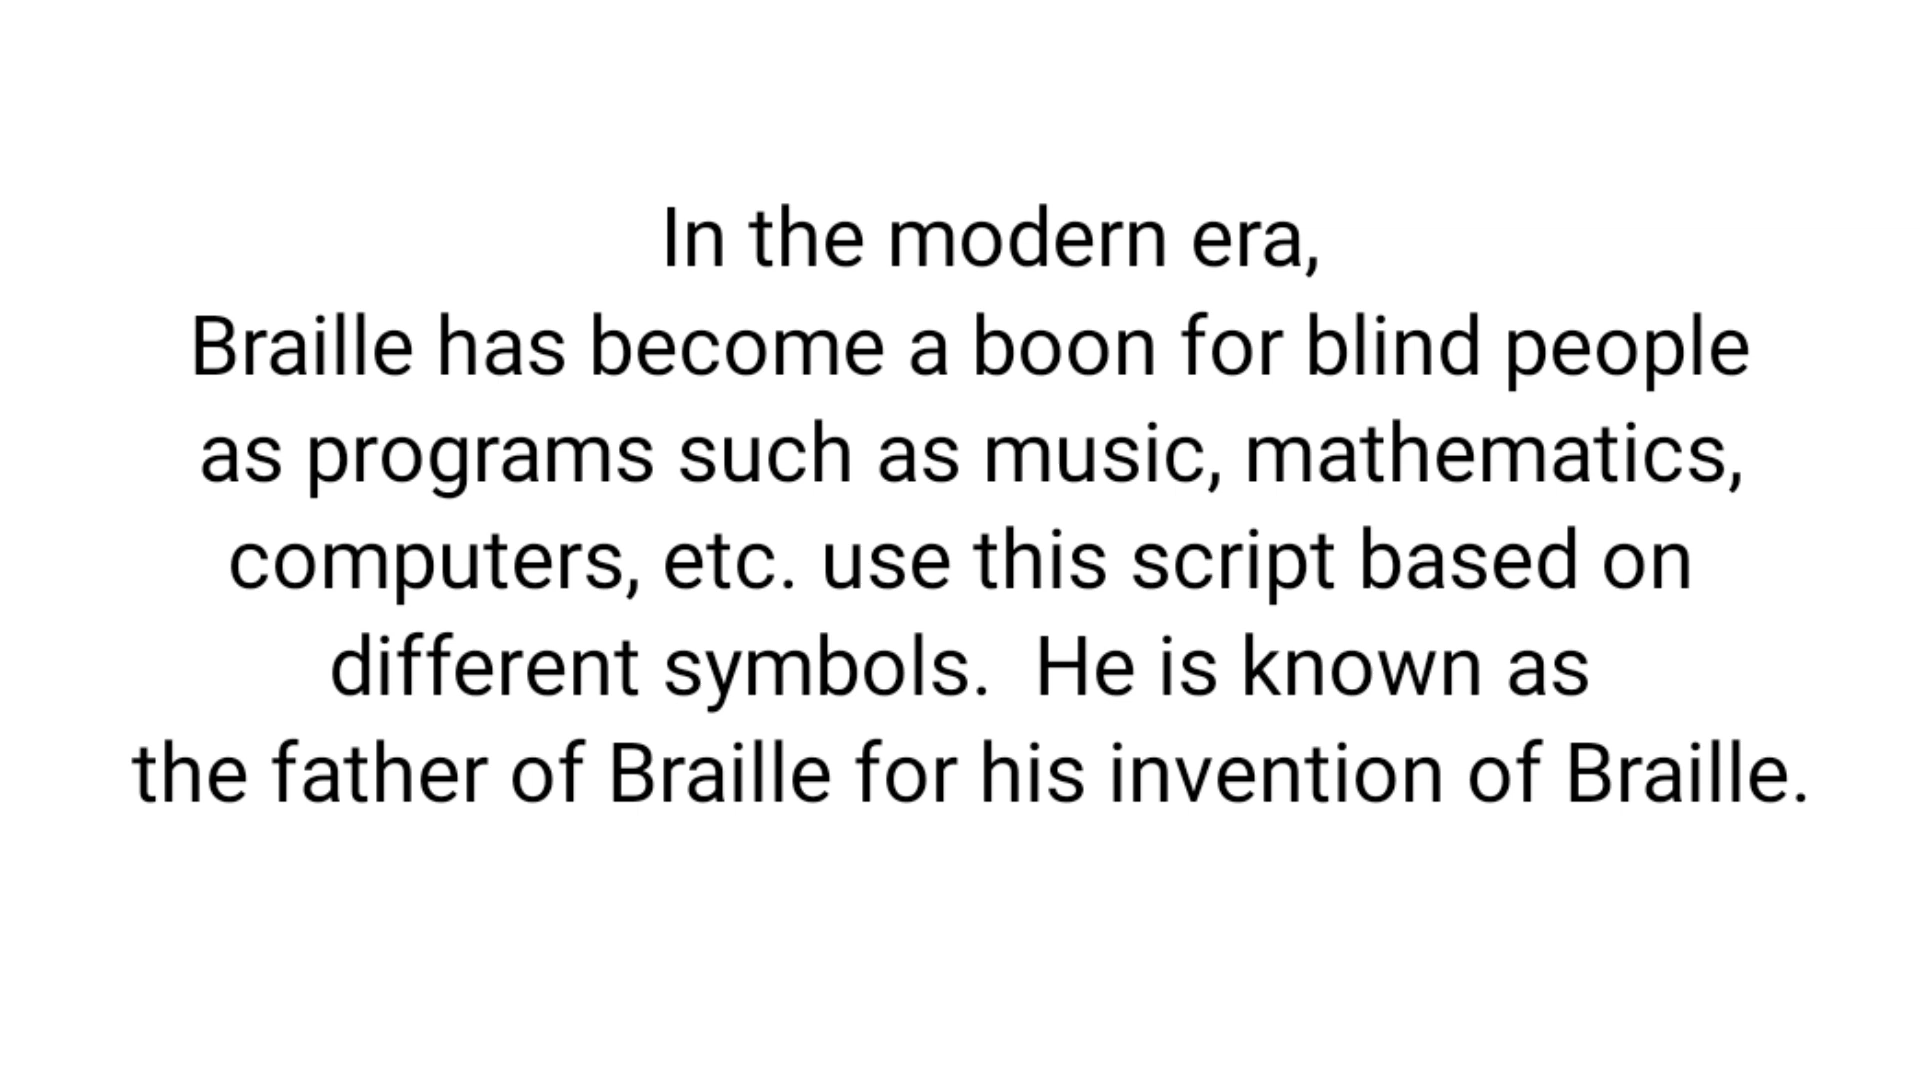 In the modern era,
Braille has become a boon for blind people
as programs such as music, mathematics,
computers, etc. use this script based on
different symbols.  He is known as
the father of Braille for his invention of Braille.